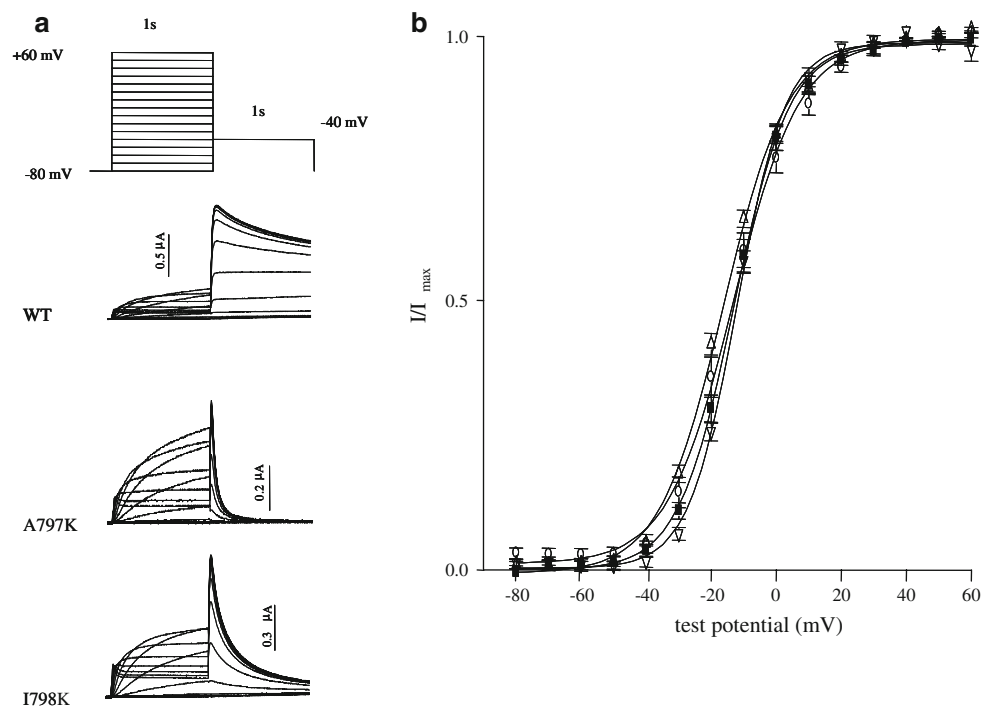 a
1s
+60 mV
1s
-40 mV
-80 mV
0.5 µA
WT
0.2 µA
A797K
0.3 µA
I798K
b
1.0
0.5
0.0
I/I max
-80 -60 -40 -20 0 20 40 60
test potential (mV)